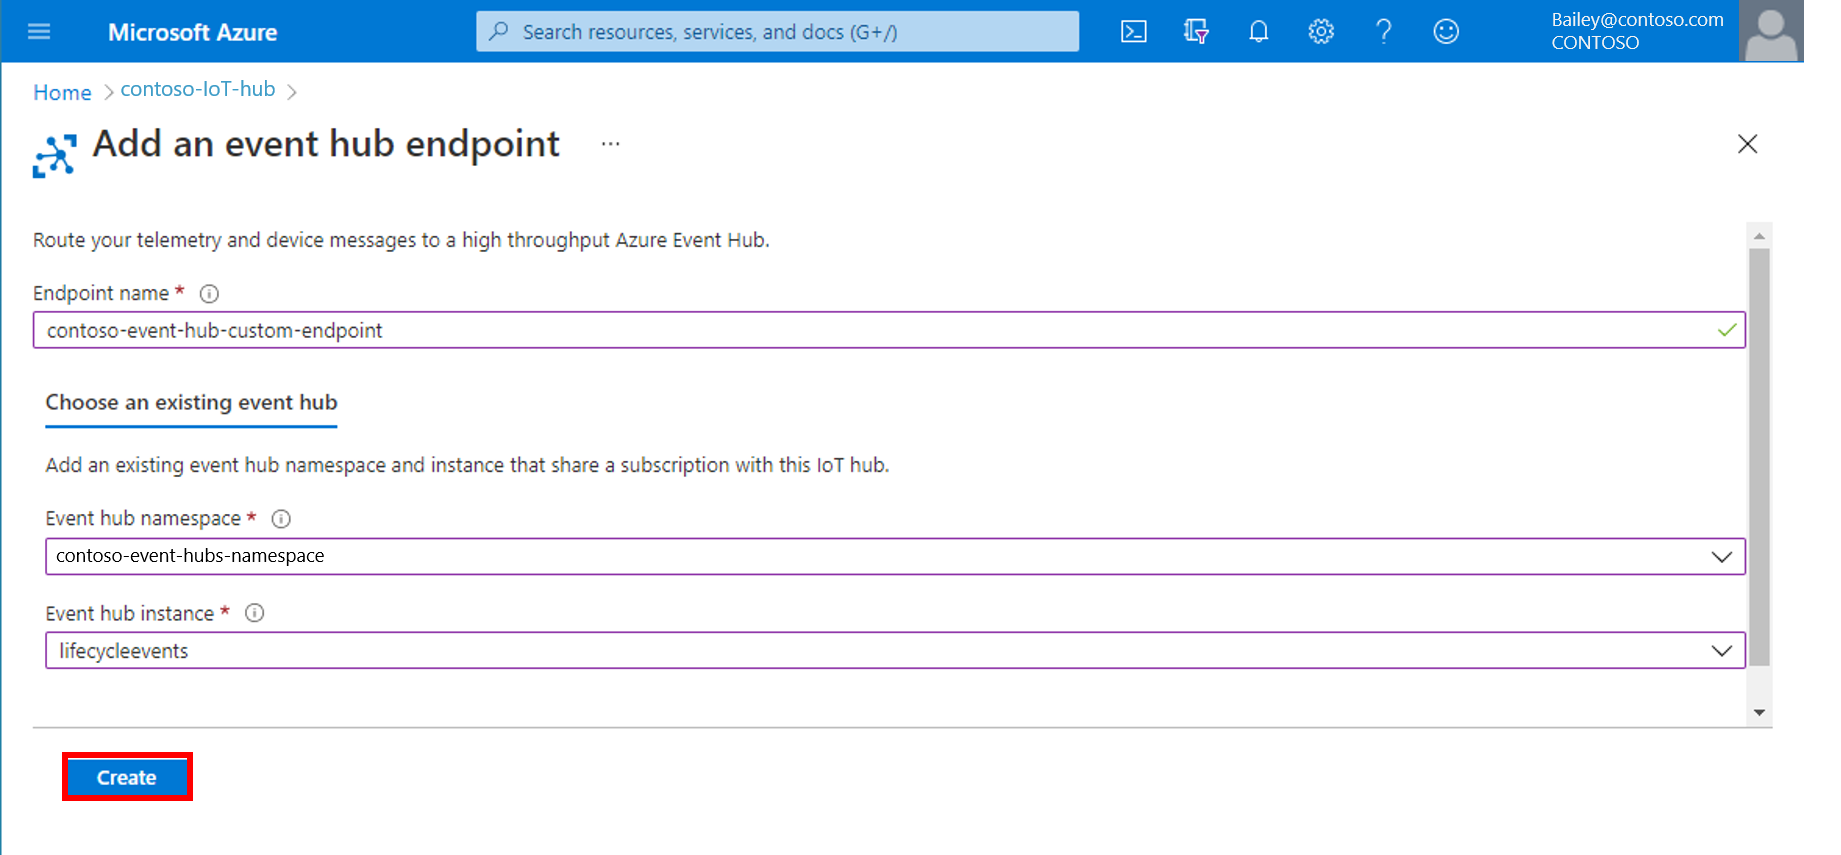 Microsoft Azure
Search resources, services, and docs (G+/)
Bailey@contoso.com
CONTOSO
Home > contoso-IoT-hub >
Add an event hub endpoint ...
Route your telemetry and device messages to a high throughput Azure Event Hub.
Endpoint name *
contoso-event-hub-custom-endpoint
Choose an existing event hub
Add an existing event hub namespace and instance that share a subscription with this IoT hub.
Event hub namespace *
contoso-event-hubs-namespace
Event hub instance *
lifecycleevents
Create